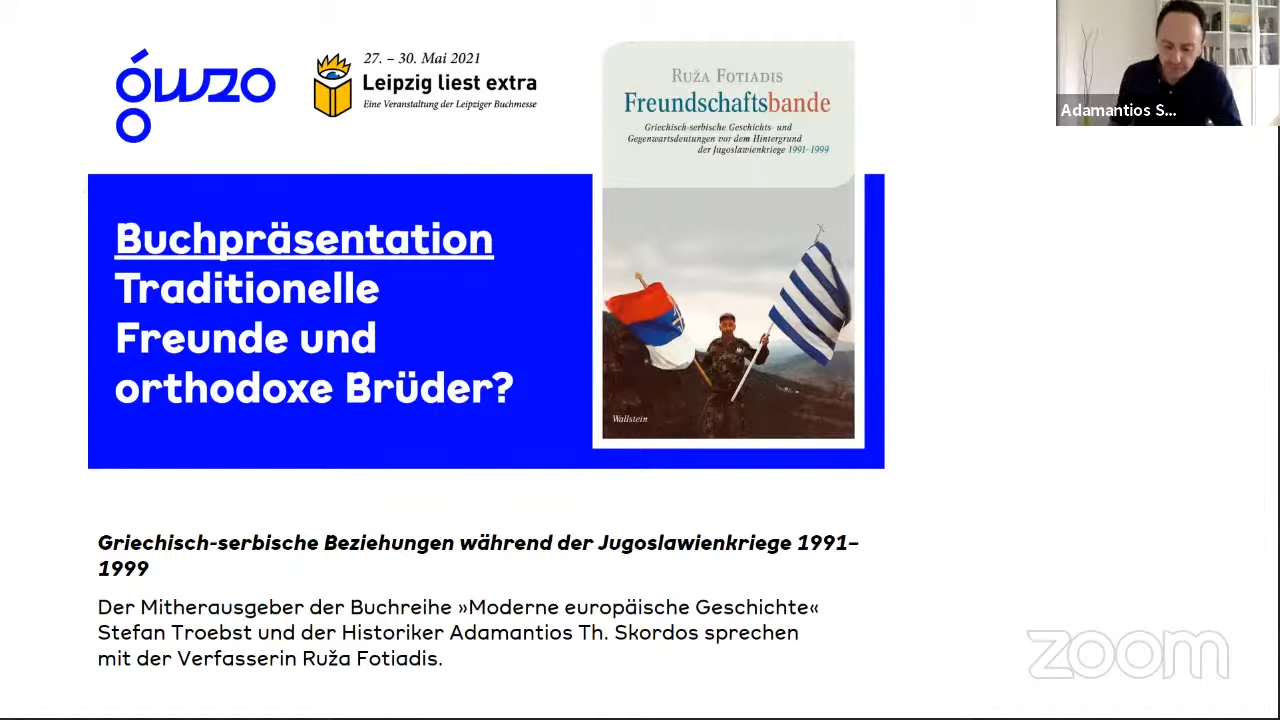 ówzo
27. – 30. Mai 2021
Leipzig liest extra
Eine Veranstaltung der Leipziger Buchmesse
Ruža Fotiadis
Freundschaftsbande
Griechisch-serbische Geschichts- und
Gegenwartsdeutungen vor dem Hintergrund
der Jugoslawienkriege 1991–1999
Wallstein
Adamantios S...
Buchpräsentation
Traditionelle
Freunde und
orthodoxe Brüder?
Griechisch-serbische Beziehungen während der Jugoslawienkriege 1991–
1999
Der Mitherausgeber der Buchreihe »Moderne europäische Geschichte«
Stefan Troebst und der Historiker Adamantios Th. Skordos sprechen
mit der Verfasserin Ruža Fotiadis.
zoom